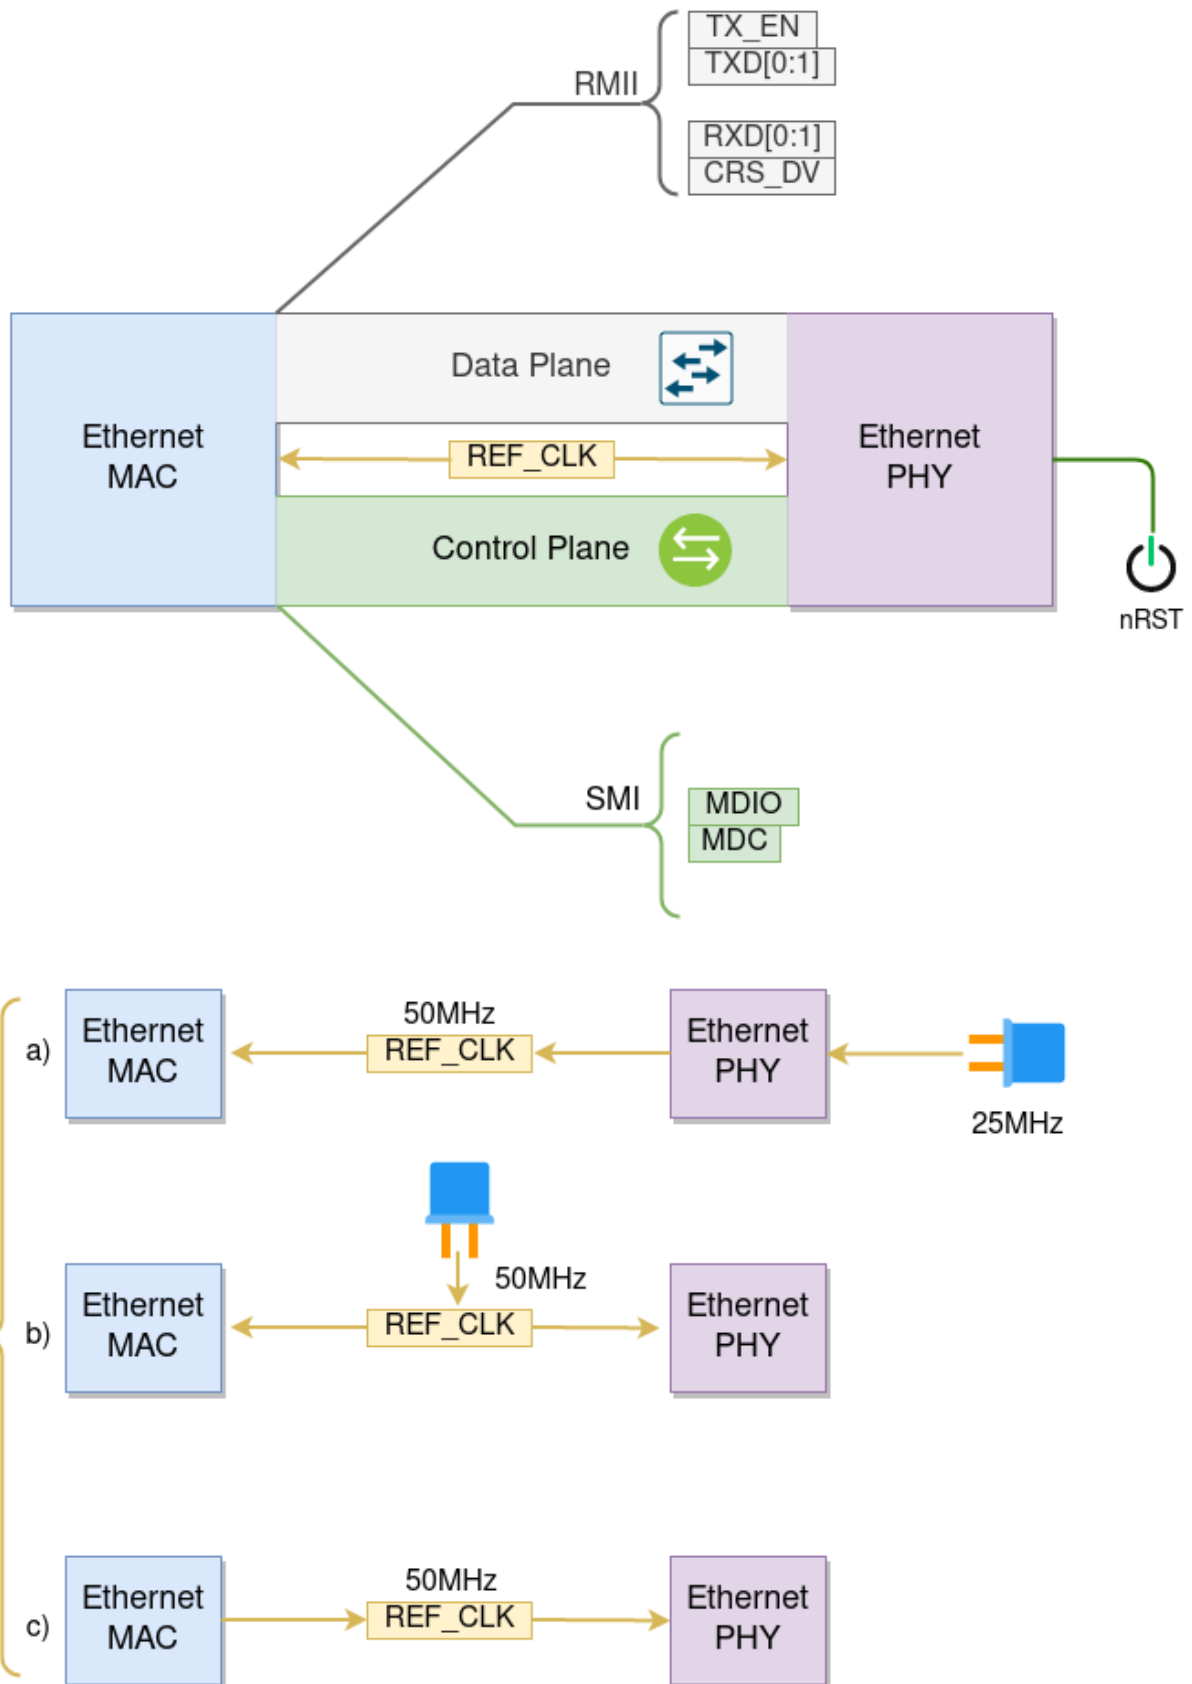 TX_EN
TXD[0:1]
RMII
RXD[0:1]
CRS_DV
Data Plane
Ethernet
MAC
REF_CLK
Ethernet
PHY
Control Plane
nRST
SMI
MDIO
MDC
a)
Ethernet
MAC
50MHz
REF_CLK
Ethernet
PHY
25MHz
b)
Ethernet
MAC
50MHz
REF_CLK
Ethernet
PHY
c)
Ethernet
MAC
50MHz
REF_CLK
Ethernet
PHY